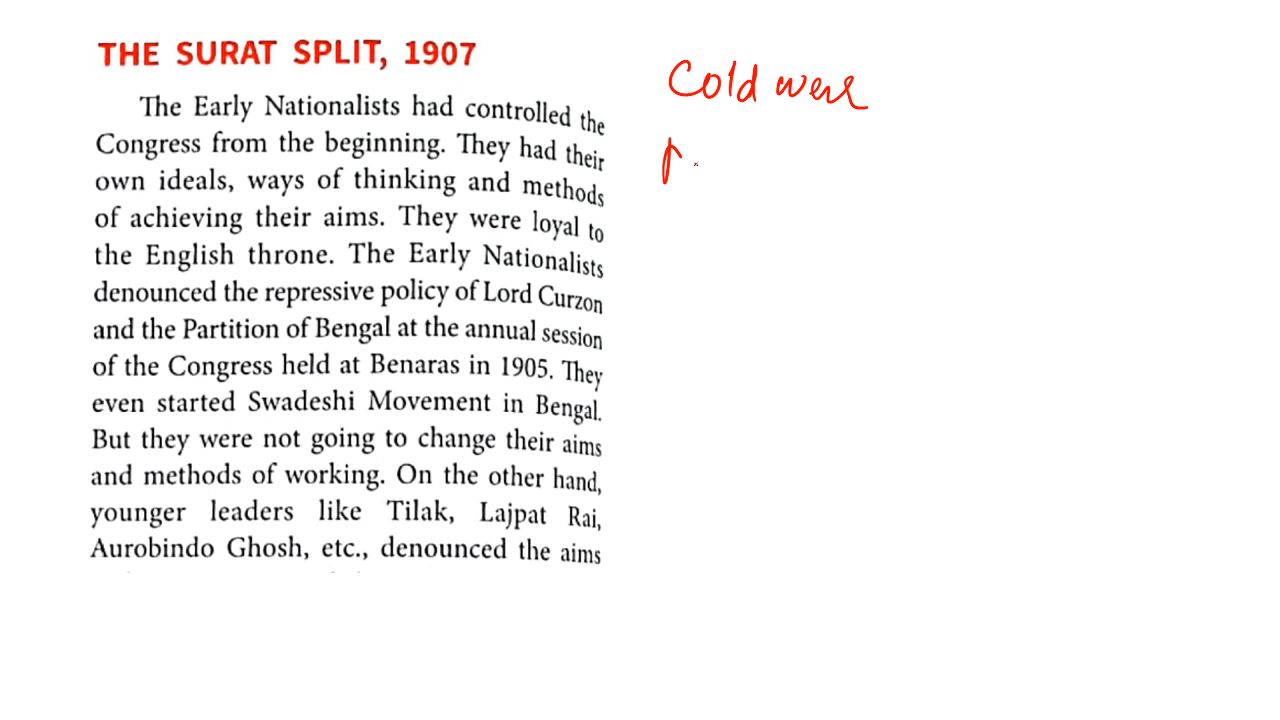 THE SURAT SPLIT, 1907
The Early Nationalists had controlled the
Congress from the beginning. They had their
own ideals, ways of thinking and methods
of achieving their aims. They were loyal to
the English throne. The Early Nationalists
denounced the repressive policy of Lord Curzon
and the Partition of Bengal at the annual session
of the Congress held at Benaras in 1905. They
even started Swadeshi Movement in Bengal.
But they were not going to change their aims
and methods of working. On the other hand,
younger leaders like Tilak, Lajpat Rai,
Aurobindo Ghosh, etc., denounced the aims
Cold were